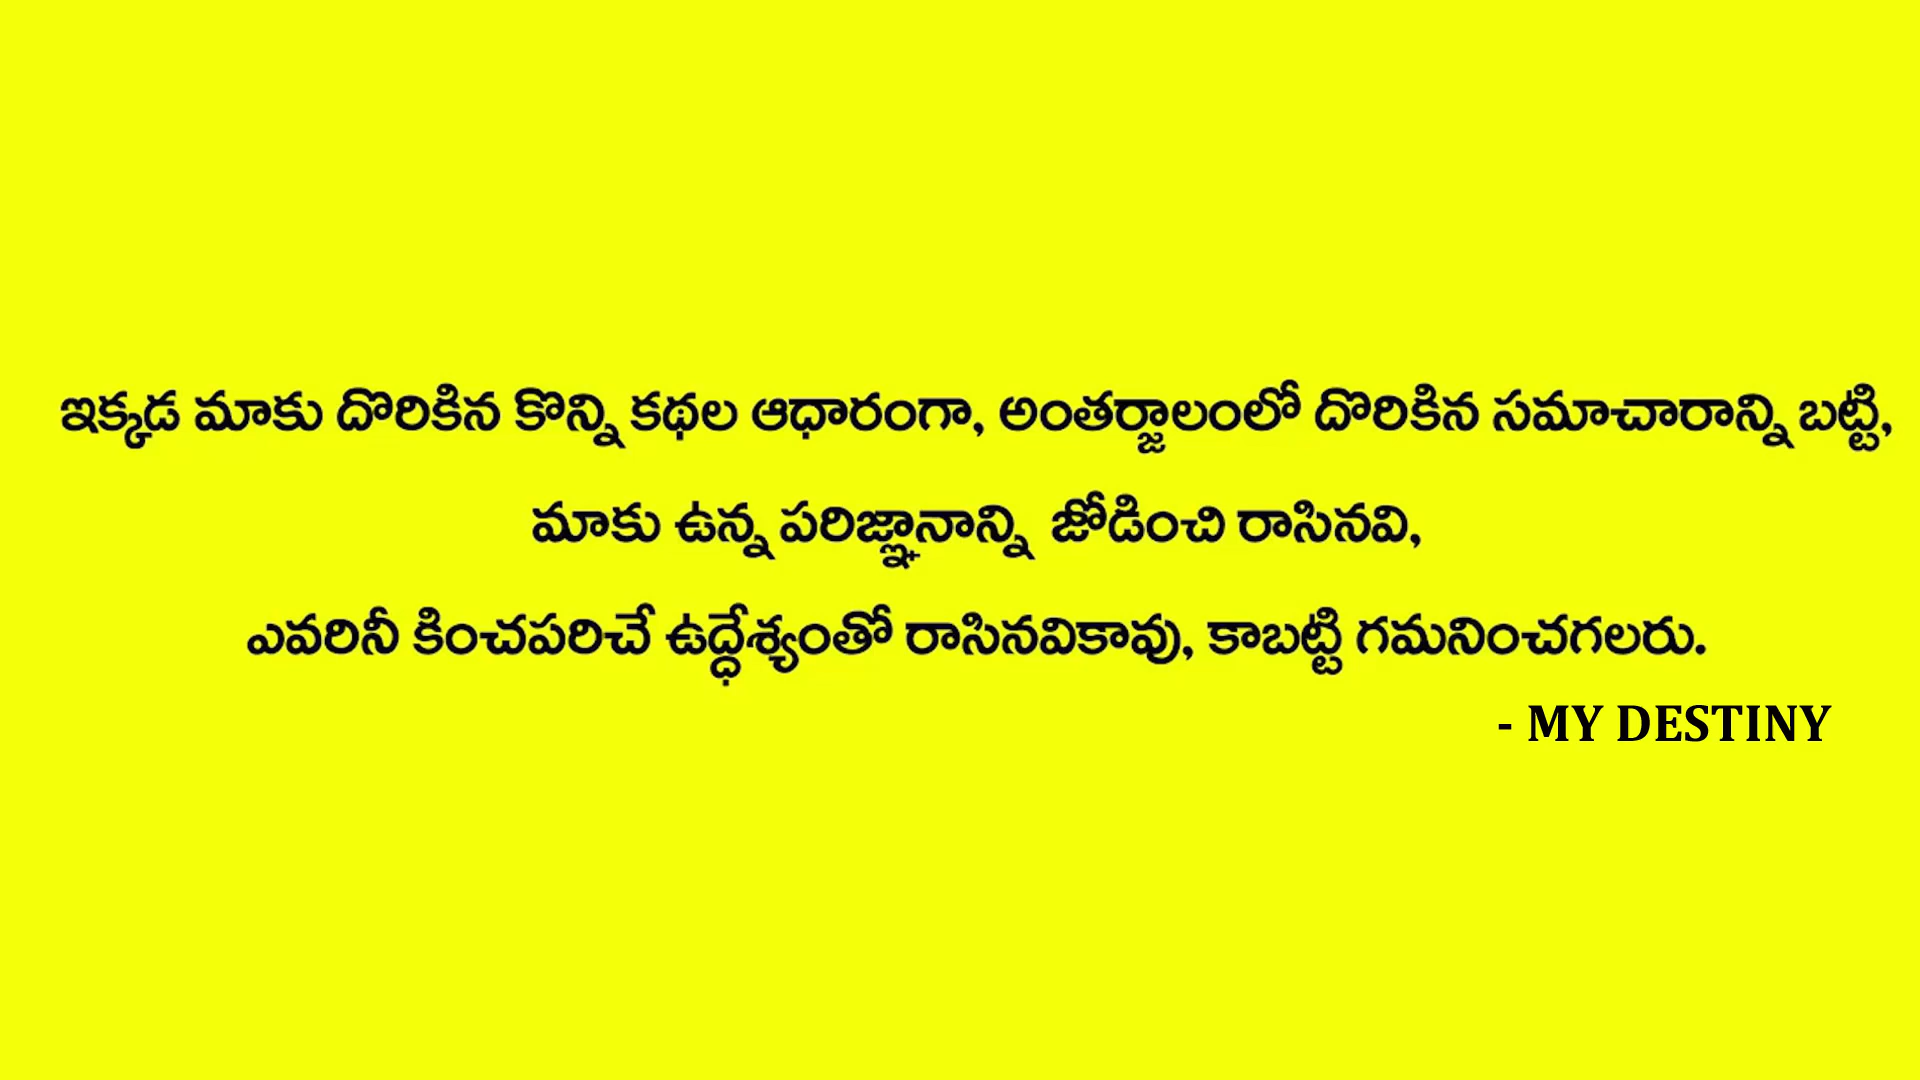 ఇక్కడ మాకు దొరికిన కొన్ని కథల ఆధారంగా, అంతర్జాలంలో దొరికిన సమాచారాన్ని బట్టి,
మాకు ఉన్న పరిజ్ఞానాన్ని జోడించి రాసినవి,
ఎవరినీ కించపరిచే ఉద్ధేశ్యంతో రాసినవికావు, కాబట్టి గమనించగలరు.
- MY DESTINY